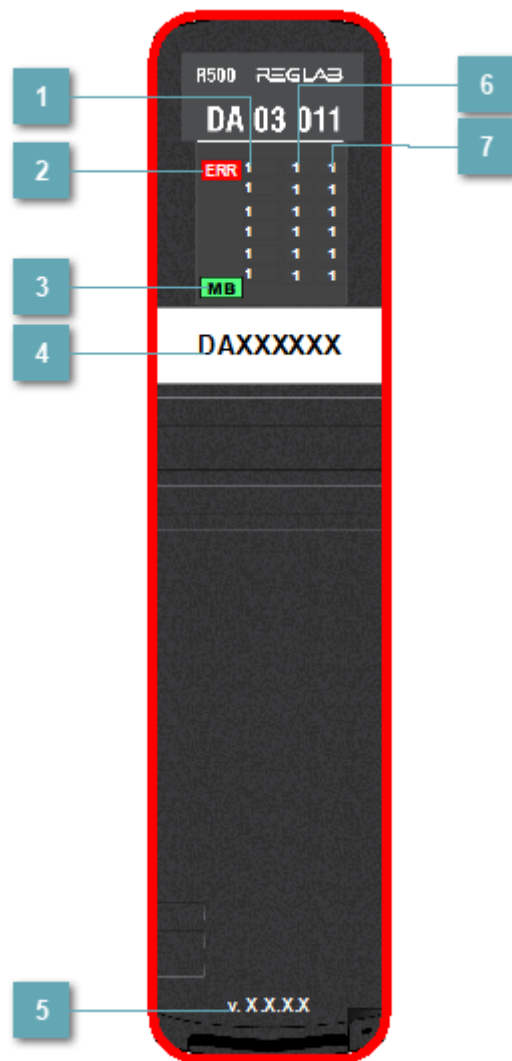 R500 REGLAB
1
6
DA 03 011
7
2
ERR 1 1 1
1 1 1
1 1 1
1 1 1
1 1 1
1 1 1
3
MB
4
DAXXXXXX
5
v. X.X.X.X